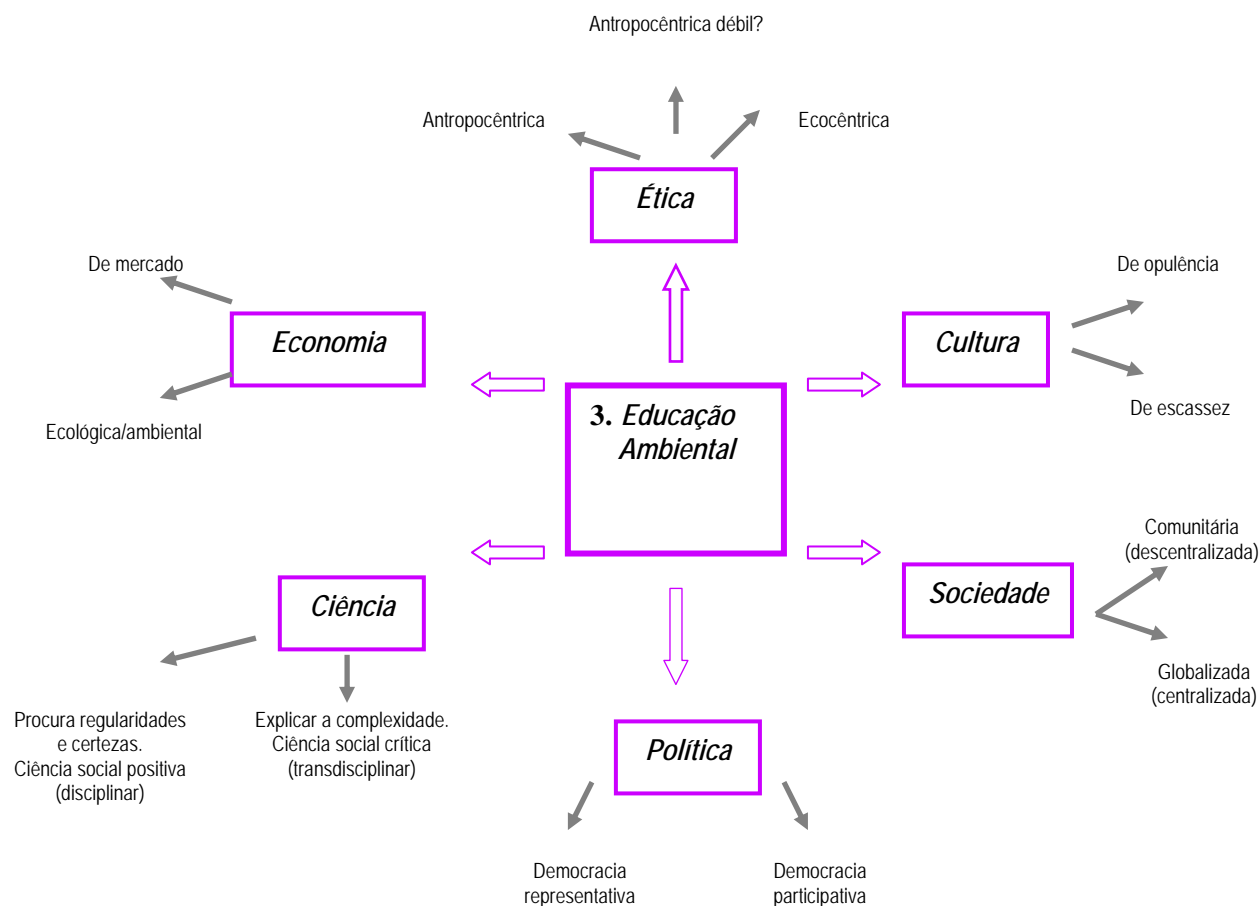 Antropocêntrica débil?
Antropocêntrica
Ecocêntrica
Ética
De mercado
De opulência
Economia
Cultura
Ecológica/ambiental
De escassez
3. Educação
Ambiental
Comunitária
(descentralizada)
Ciência
Sociedade
Globalizada
(centralizada)
Procura regularidades
e certezas.
Ciência social positiva
(disciplinar)
Explicar a complexidade.
Ciência social crítica
(transdisciplinar)
Política
Democracia
representativa
Democracia
participativa